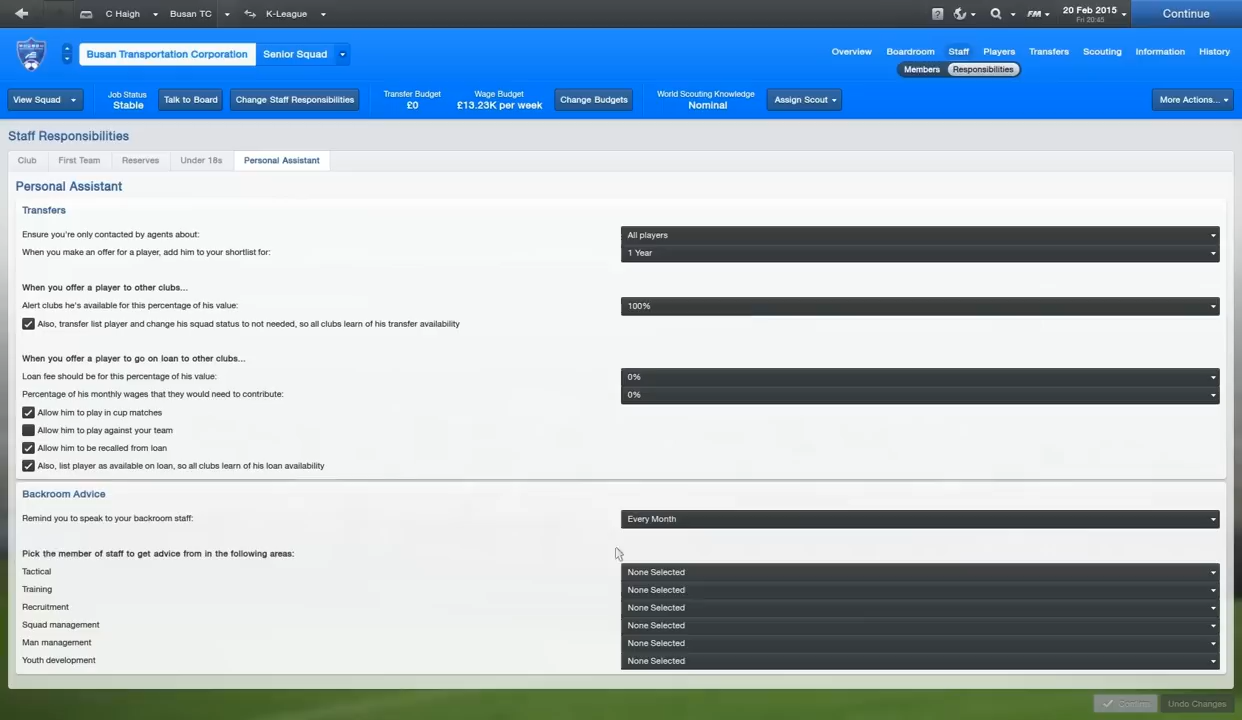 C Haigh
Busan TC
K-League
FM
20 Feb 2015
Fri 20:45
Continue
Busan Transportation Corporation
Senior Squad
Overview
Boardroom
Staff
Players
Transfers
Scouting
Information
History
Members
Responsibilities
View Squad
Job Status
Stable
Talk to Board
Change Staff Responsibilities
Transfer Budget
£0
Wage Budget
£13.23K per week
Change Budgets
World Scouting Knowledge
Nominal
Assign Scout
More Actions...
Staff Responsibilities
Club
First Team
Reserves
Under 18s
Personal Assistant
Personal Assistant
Transfers
Ensure you're only contacted by agents about:
All players
When you make an offer for a player, add him to your shortlist for:
1 Year
When you offer a player to other clubs...
Alert clubs he's available for this percentage of his value:
100%
Also, transfer list player and change his squad status to not needed, so all clubs learn of his transfer availability
When you offer a player to go on loan to other clubs...
Loan fee should be for this percentage of his value:
0%
Percentage of his monthly wages that they would need to contribute:
0%
Allow him to play in cup matches
Allow him to play against your team
Allow him to be recalled from loan
Also, list player as available on loan, so all clubs learn of his loan availability
Backroom Advice
Remind you to speak to your backroom staff:
Every Month
Pick the member of staff to get advice from in the following areas:
Tactical
None Selected
Training
None Selected
Recruitment
None Selected
Squad management
None Selected
Man management
None Selected
Youth development
None Selected
Confirm
Undo Changes